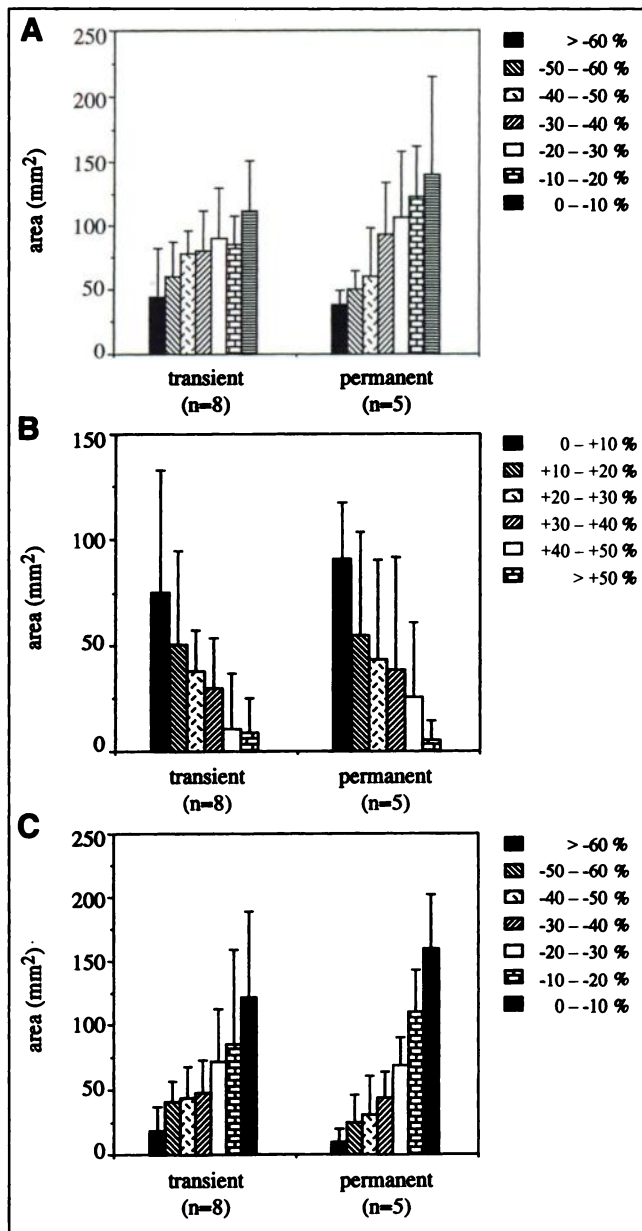 A
250
200
150
100
50
0
area (mm²)
transient
(n=8)
permanent
(n=5)
> -60 %
-50 – -60 %
-40 – -50 %
-30 – -40 %
-20 – -30 %
-10 – -20 %
0 – -10 %
B
150
100
50
0
area (mm²)
transient
(n=8)
permanent
(n=5)
0 – +10 %
+10 – +20 %
+20 – +30 %
+30 – +40 %
+40 – +50 %
> +50 %
C
250
200
150
100
50
0
area (mm²)
transient
(n=8)
permanent
(n=5)
> -60 %
-50 – -60 %
-40 – -50 %
-30 – -40 %
-20 – -30 %
-10 – -20 %
0 – -10 %